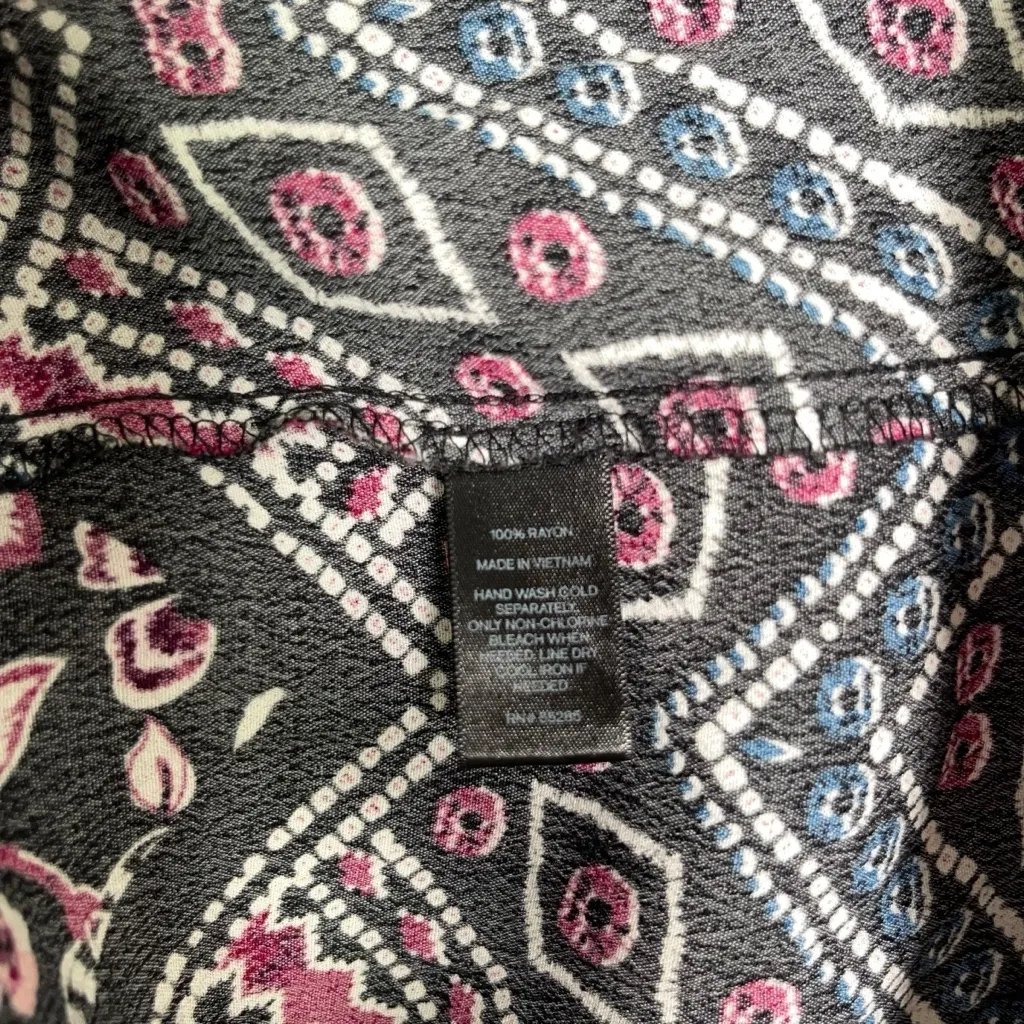 100% RAYON
MADE IN VIETNAM
HAND WASH COLD
SEPARATELY.
ONLY NON-CHLORINE
BLEACH WHEN
NEEDED. LINE DRY.
COOL IRON IF
NEEDED
RN#